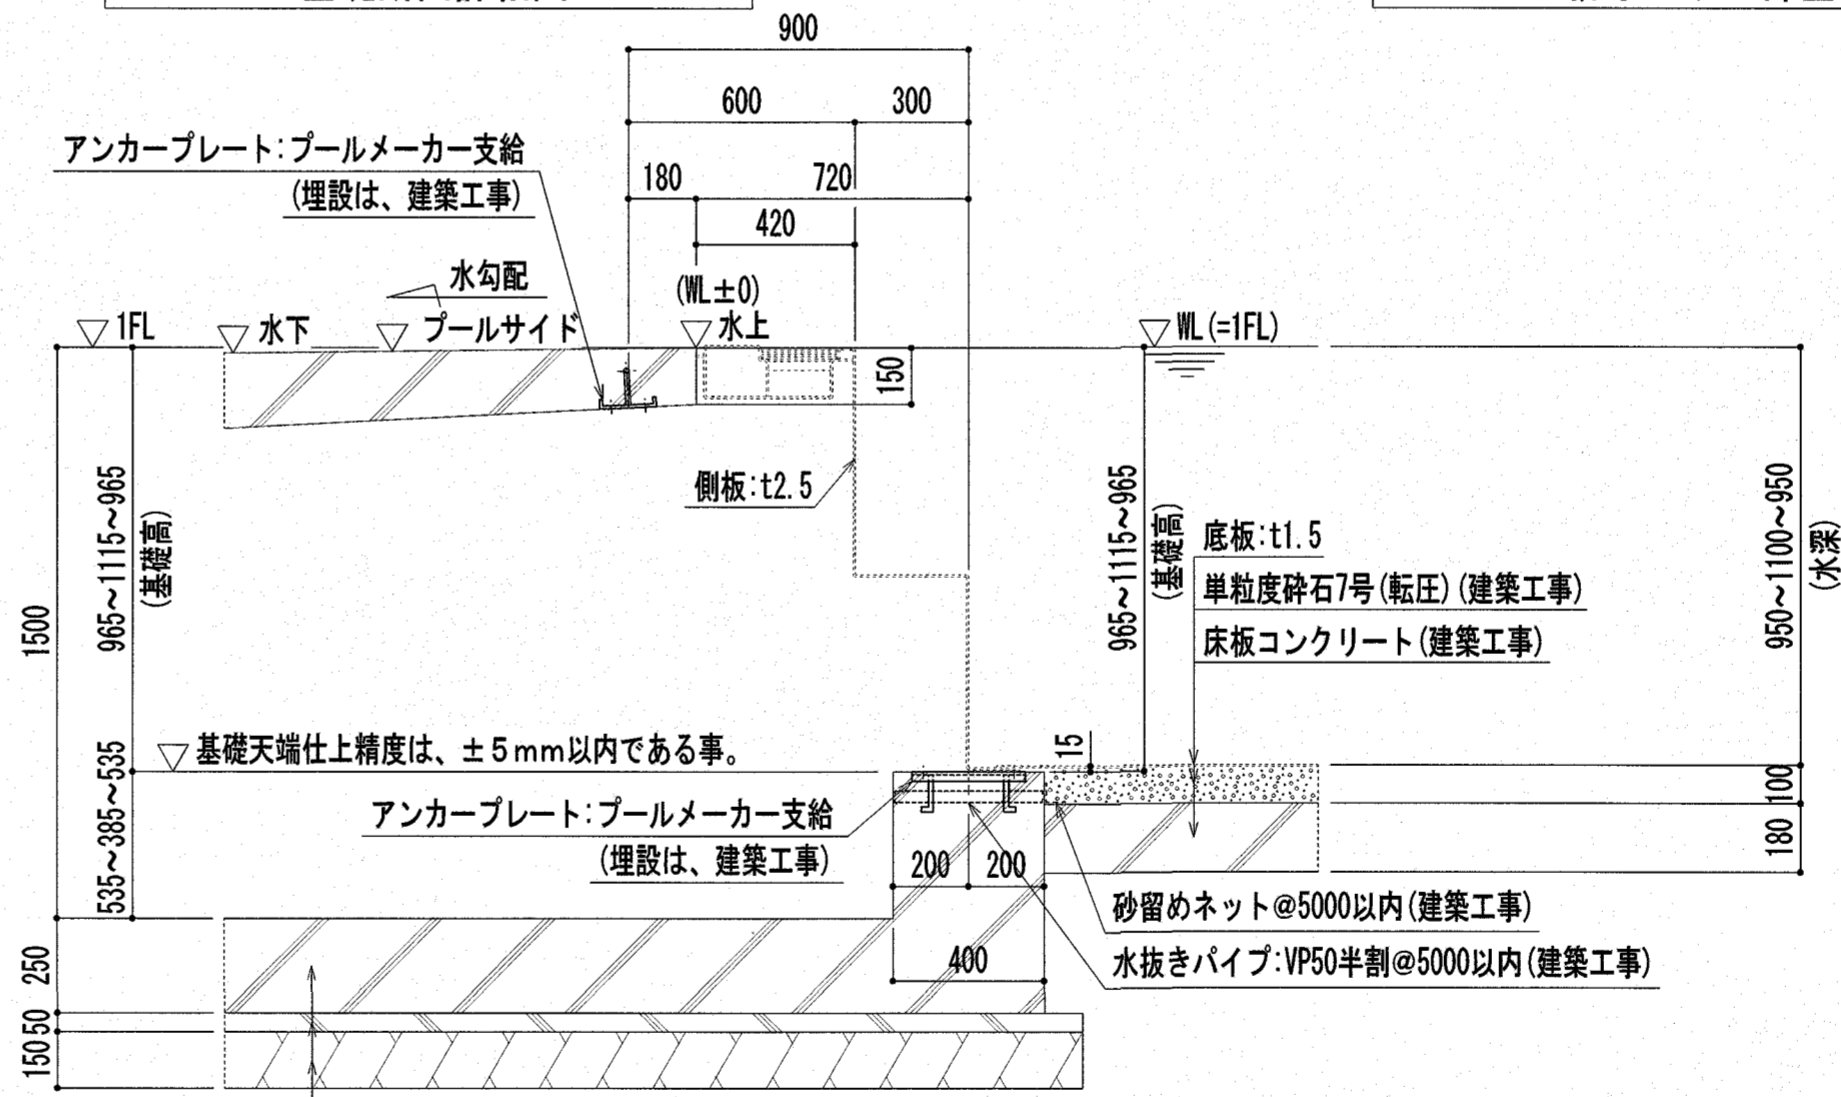 900
600
300
アンカープレート:プールメーカー支給
(埋設は、建築工事)
180
720
420
水勾配
(WL±0)
1FL
水下
プールサイド
水上
WL(=1FL)
150
側板:t2.5
965~1115~965
(基礎高)
1500
965~1115~965
(基礎高)
底板:t1.5
単粒度砕石7号(転圧)(建築工事)
床板コンクリート(建築工事)
950~1100~950
(水深)
基礎天端仕上精度は、±5mm以内である事。
15
100
180
535~385~535
アンカープレート:プールメーカー支給
(埋設は、建築工事)
200
200
砂留めネット@5000以内(建築工事)
400
水抜きパイプ:VP50半割@5000以内(建築工事)
250
50
150